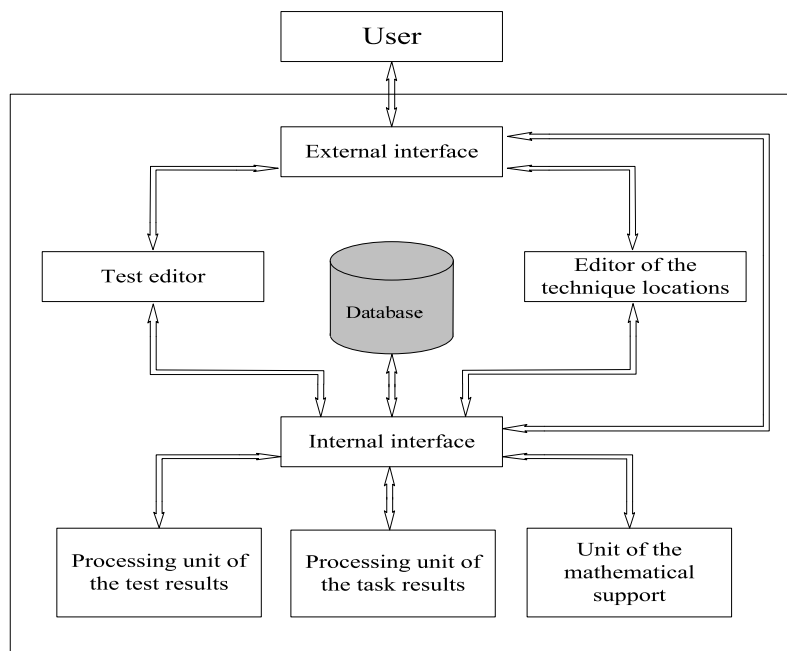 User
External interface
Test editor
Editor of the
technique locations
Database
Internal interface
Processing unit of
the test results
Processing unit of
the task results
Unit of the
mathematical
support